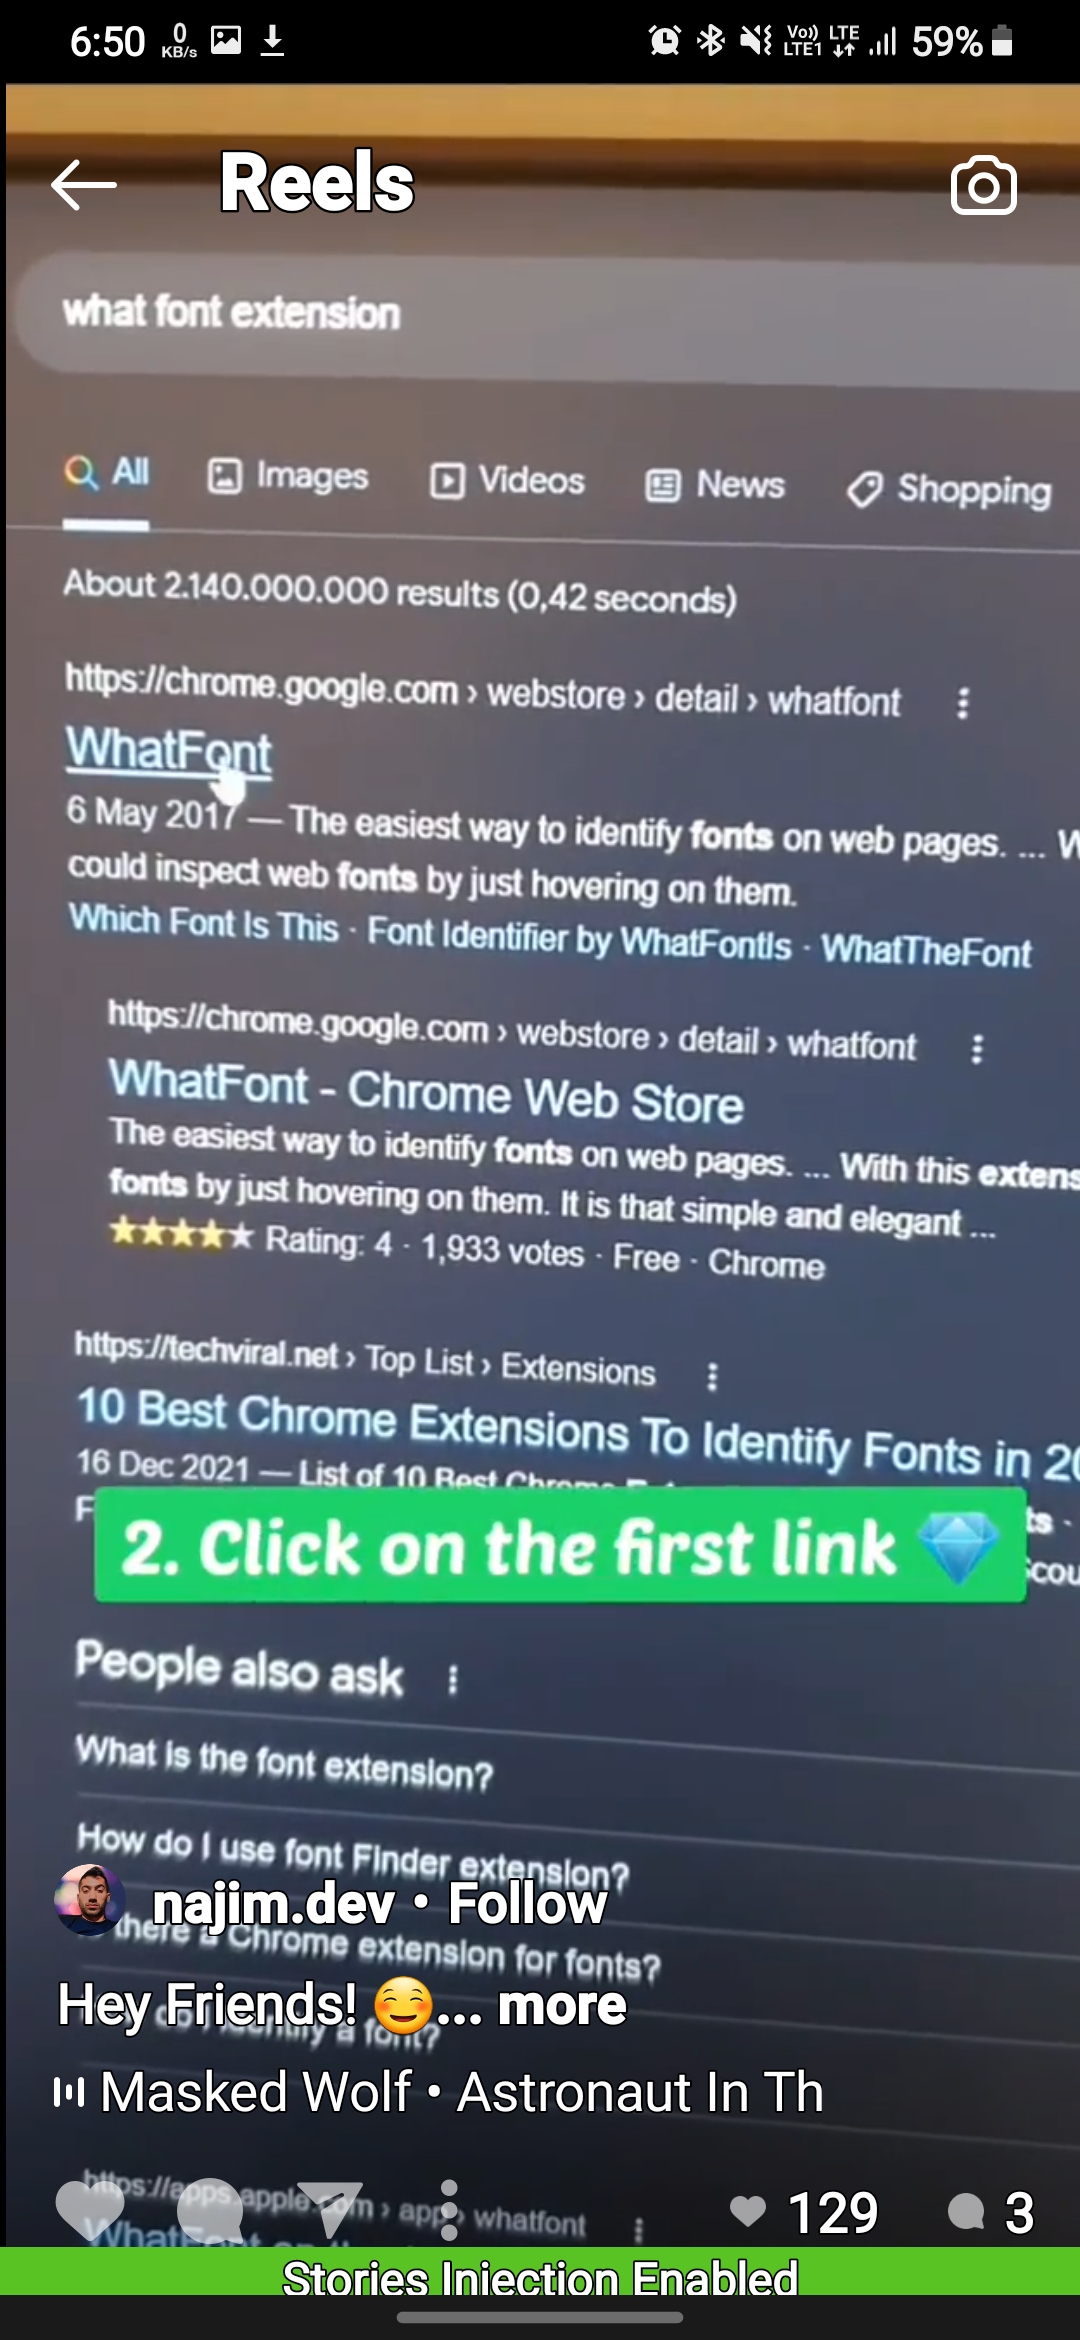 6:50 0 KB/s Vo)) LTE1 LTE 59%
Reels
what font extension
All Images Videos News Shopping
About 2.140.000.000 results (0,42 seconds)
https://chrome.google.com › webstore › detail › whatfont
WhatFont
6 May 2017 — The easiest way to identify fonts on web pages. ...
could inspect web fonts by just hovering on them.
Which Font Is This · Font Identifier by WhatFontIs · WhatTheFont
https://chrome.google.com › webstore › detail › whatfont
WhatFont - Chrome Web Store
The easiest way to identify fonts on web pages. ... With this extens
fonts by just hovering on them. It is that simple and elegant ...
Rating: 4 · 1,933 votes · Free · Chrome
https://techviral.net › Top List › Extensions
10 Best Chrome Extensions To Identify Fonts in 20
16 Dec 2021 — List of 10 Best Chrome
2. Click on the first link 💎
People also ask
What is the font extension?
How do I use font Finder extension?
najim.dev • Follow
there a Chrome extension for fonts?
Hey Friends! ☺️... more
do I identify a font?
Masked Wolf • Astronaut In Th
https://apps.apple.com › app › whatfont
129 3
Stories Injection Enabled